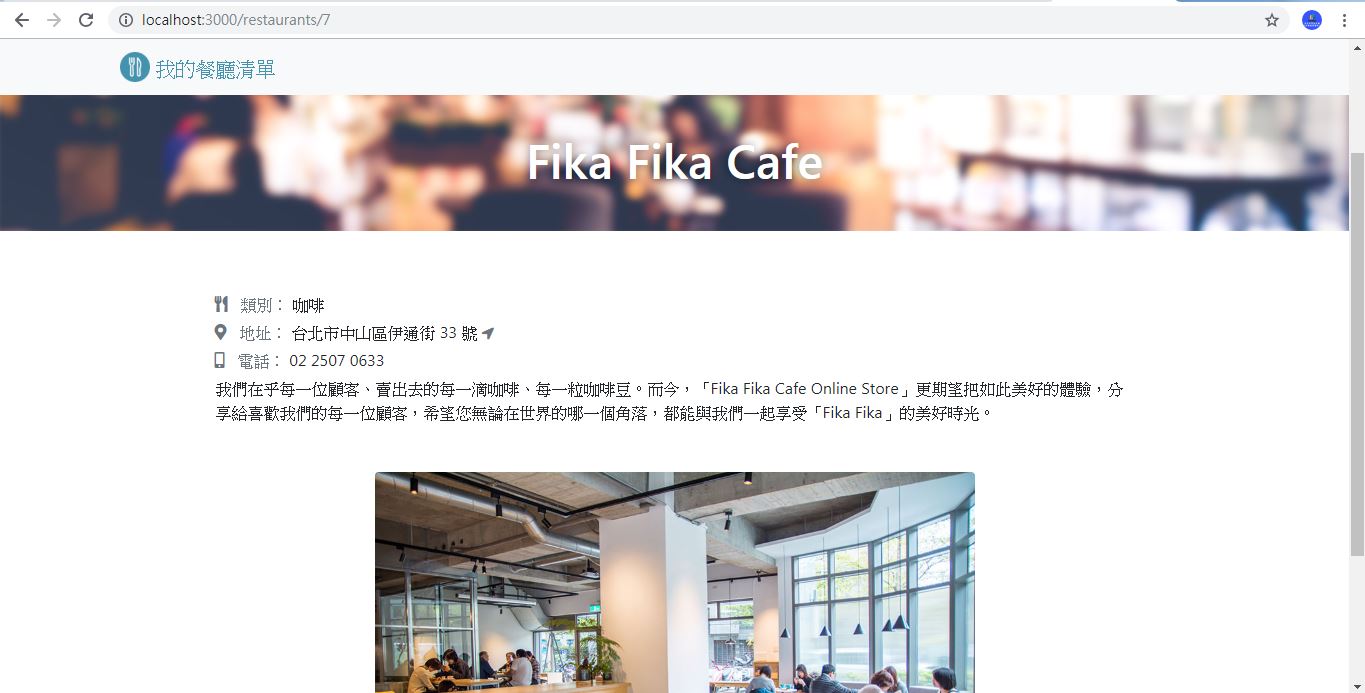 localhost:3000/restaurants/7
我的餐廳清單
Fika Fika Cafe
類別： 咖啡
地址： 台北市中山區伊通街 33 號
電話： 02 2507 0633
我們在乎每一位顧客、賣出去的每一滴咖啡、每一粒咖啡豆。而今，「Fika Fika Cafe Online Store」更期望把如此美好的體驗，分
享給喜歡我們的每一位顧客，希望您無論在世界的哪一個角落，都能與我們一起享受「Fika Fika」的美好時光。